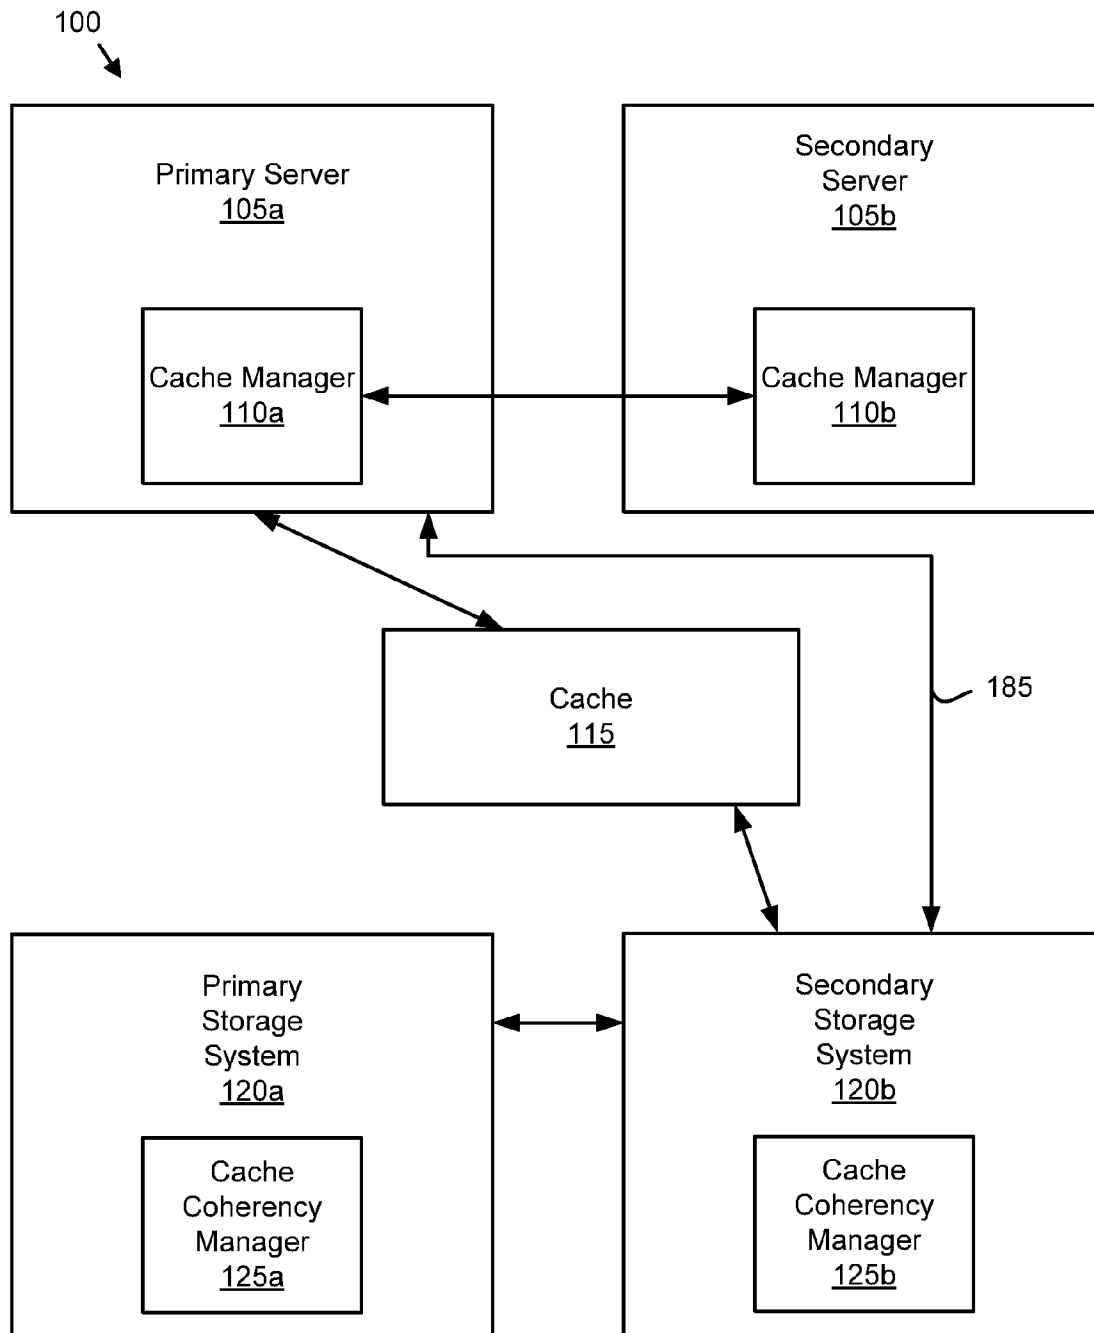 100
Primary Server
105a
Secondary
Server
105b
Cache Manager
110a
Cache Manager
110b
Cache
115
185
Primary
Storage
System
120a
Secondary
Storage
System
120b
Cache
Coherency
Manager
125a
Cache
Coherency
Manager
125b